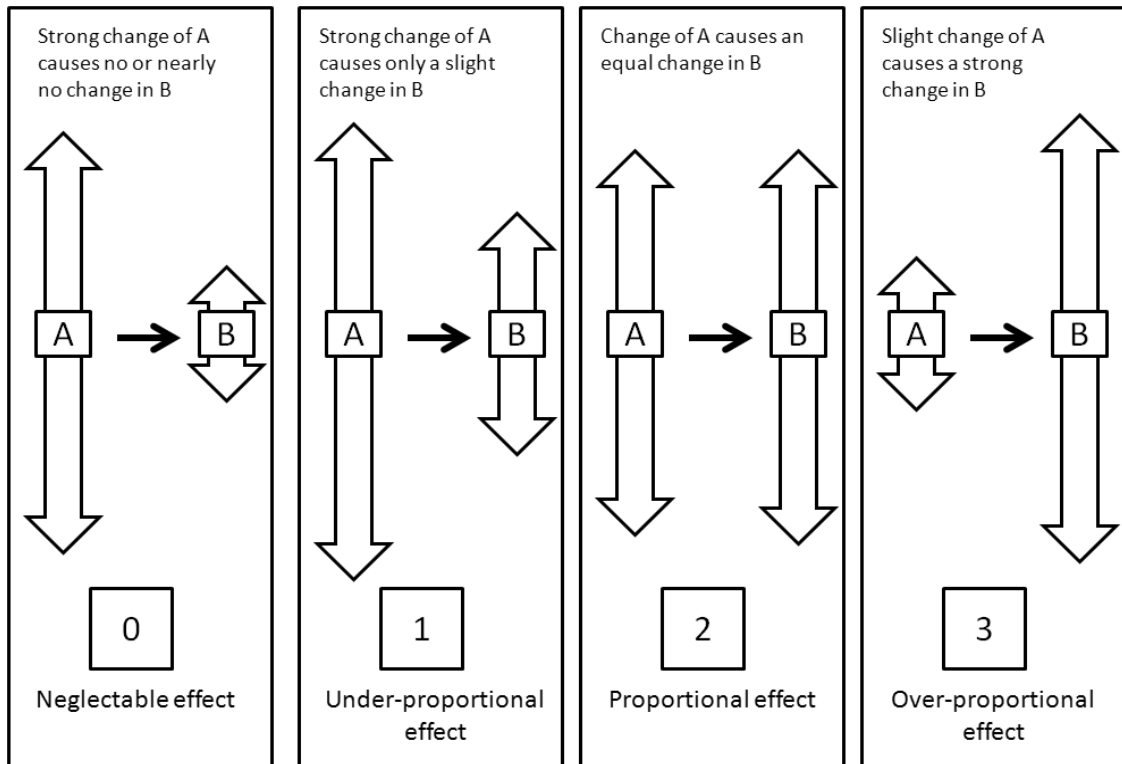 Strong change of A
causes no or nearly
no change in B
A
B
0
Neglectable effect
Strong change of A
causes only a slight
change in B
A
B
1
Under-proportional
effect
Change of A causes an
equal change in B
A
B
2
Proportional effect
Slight change of A
causes a strong
change in B
A
B
3
Over-proportional
effect